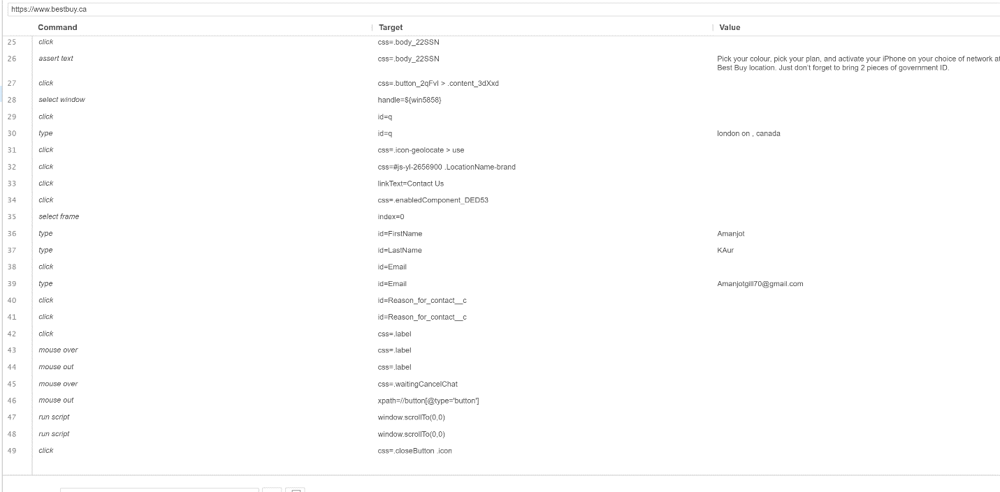 https://www.bestbuy.ca
Command Target Value
25 click css=.body_22SSN
26 assert text css=.body_22SSN Pick your colour, pick your plan, and activate your iPhone on your choice of network at
Best Buy location. Just don't forget to bring 2 pieces of government ID.
27 click css=.button_2qFvI > .content_3dXxd
28 select window handle=${win5858}
29 click id=q
30 type id=q london on , canada
31 click css=.icon-geolocate > use
32 click css=#js-yl-2656900 .LocationName-brand
33 click linkText=Contact Us
34 click css=.enabledComponent_DED53
35 select frame index=0
36 type id=FirstName Amanjot
37 type id=LastName KAur
38 click id=Email
39 type id=Email Amanjotgill70@gmail.com
40 click id=Reason_for_contact__c
41 click id=Reason_for_contact__c
42 click css=.label
43 mouse over css=.label
44 mouse out css=.label
45 mouse over css=.waitingCancelChat
46 mouse out xpath=//button[@type='button']
47 run script window.scrollTo(0,0)
48 run script window.scrollTo(0,0)
49 click css=.closeButton .icon